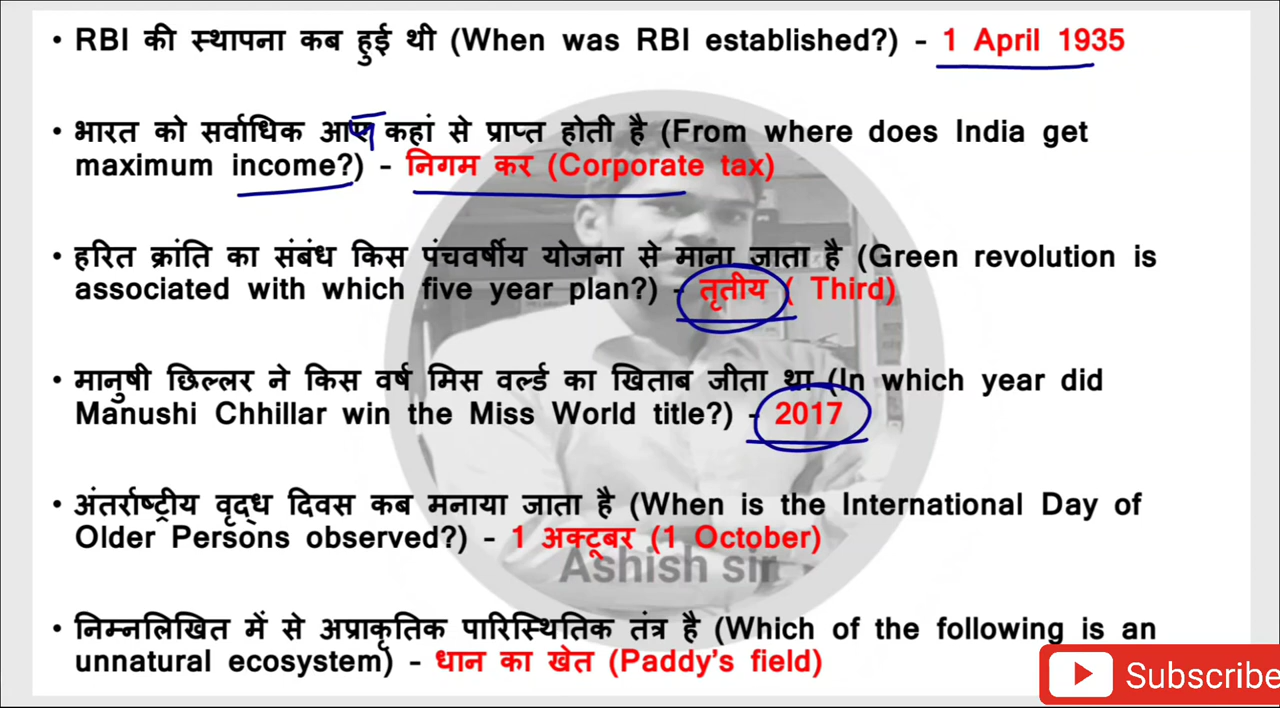 • RBI की स्थापना कब हुई थी (When was RBI established?) - 1 April 1935
• भारत को सर्वाधिक आय कहां से प्राप्त होती है (From where does India get
maximum income?) - निगम कर (Corporate tax)
• हरित क्रांति का संबंध किस पंचवर्षीय योजना से माना जाता है (Green revolution is
associated with which five year plan?) - तृतीय ( Third)
• मानुषी छिल्लर ने किस वर्ष मिस वर्ल्ड का खिताब जीता था (In which year did
Manushi Chhillar win the Miss World title?) - 2017
• अंतर्राष्ट्रीय वृद्ध दिवस कब मनाया जाता है (When is the International Day of
Older Persons observed?) - 1 अक्टूबर (1 October)
Ashish sir
• निम्नलिखित में से अप्राकृतिक पारिस्थितिक तंत्र है (Which of the following is an
unnatural ecosystem) - धान का खेत (Paddy's field)
Subscribe